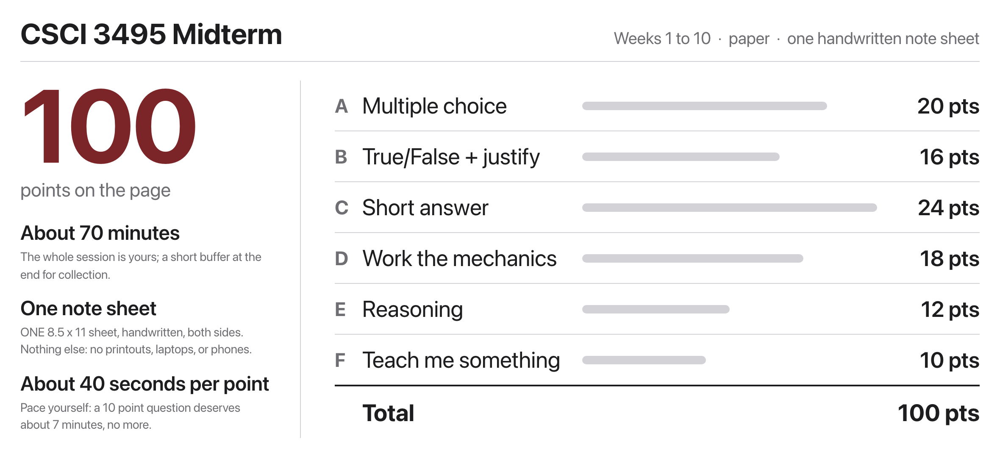 CSCI 3495 Midterm
Weeks 1 to 10 · paper · one handwritten note sheet
100
points on the page
About 70 minutes
The whole session is yours; a short buffer at the
end for collection.
One note sheet
ONE 8.5 x 11 sheet, handwritten, both sides.
Nothing else: no printouts, laptops, or phones.
About 40 seconds per point
Pace yourself: a 10 point question deserves
about 7 minutes, no more.
A Multiple choice 20 pts
B True/False + justify 16 pts
C Short answer 24 pts
D Work the mechanics 18 pts
E Reasoning 12 pts
F Teach me something 10 pts
Total 100 pts